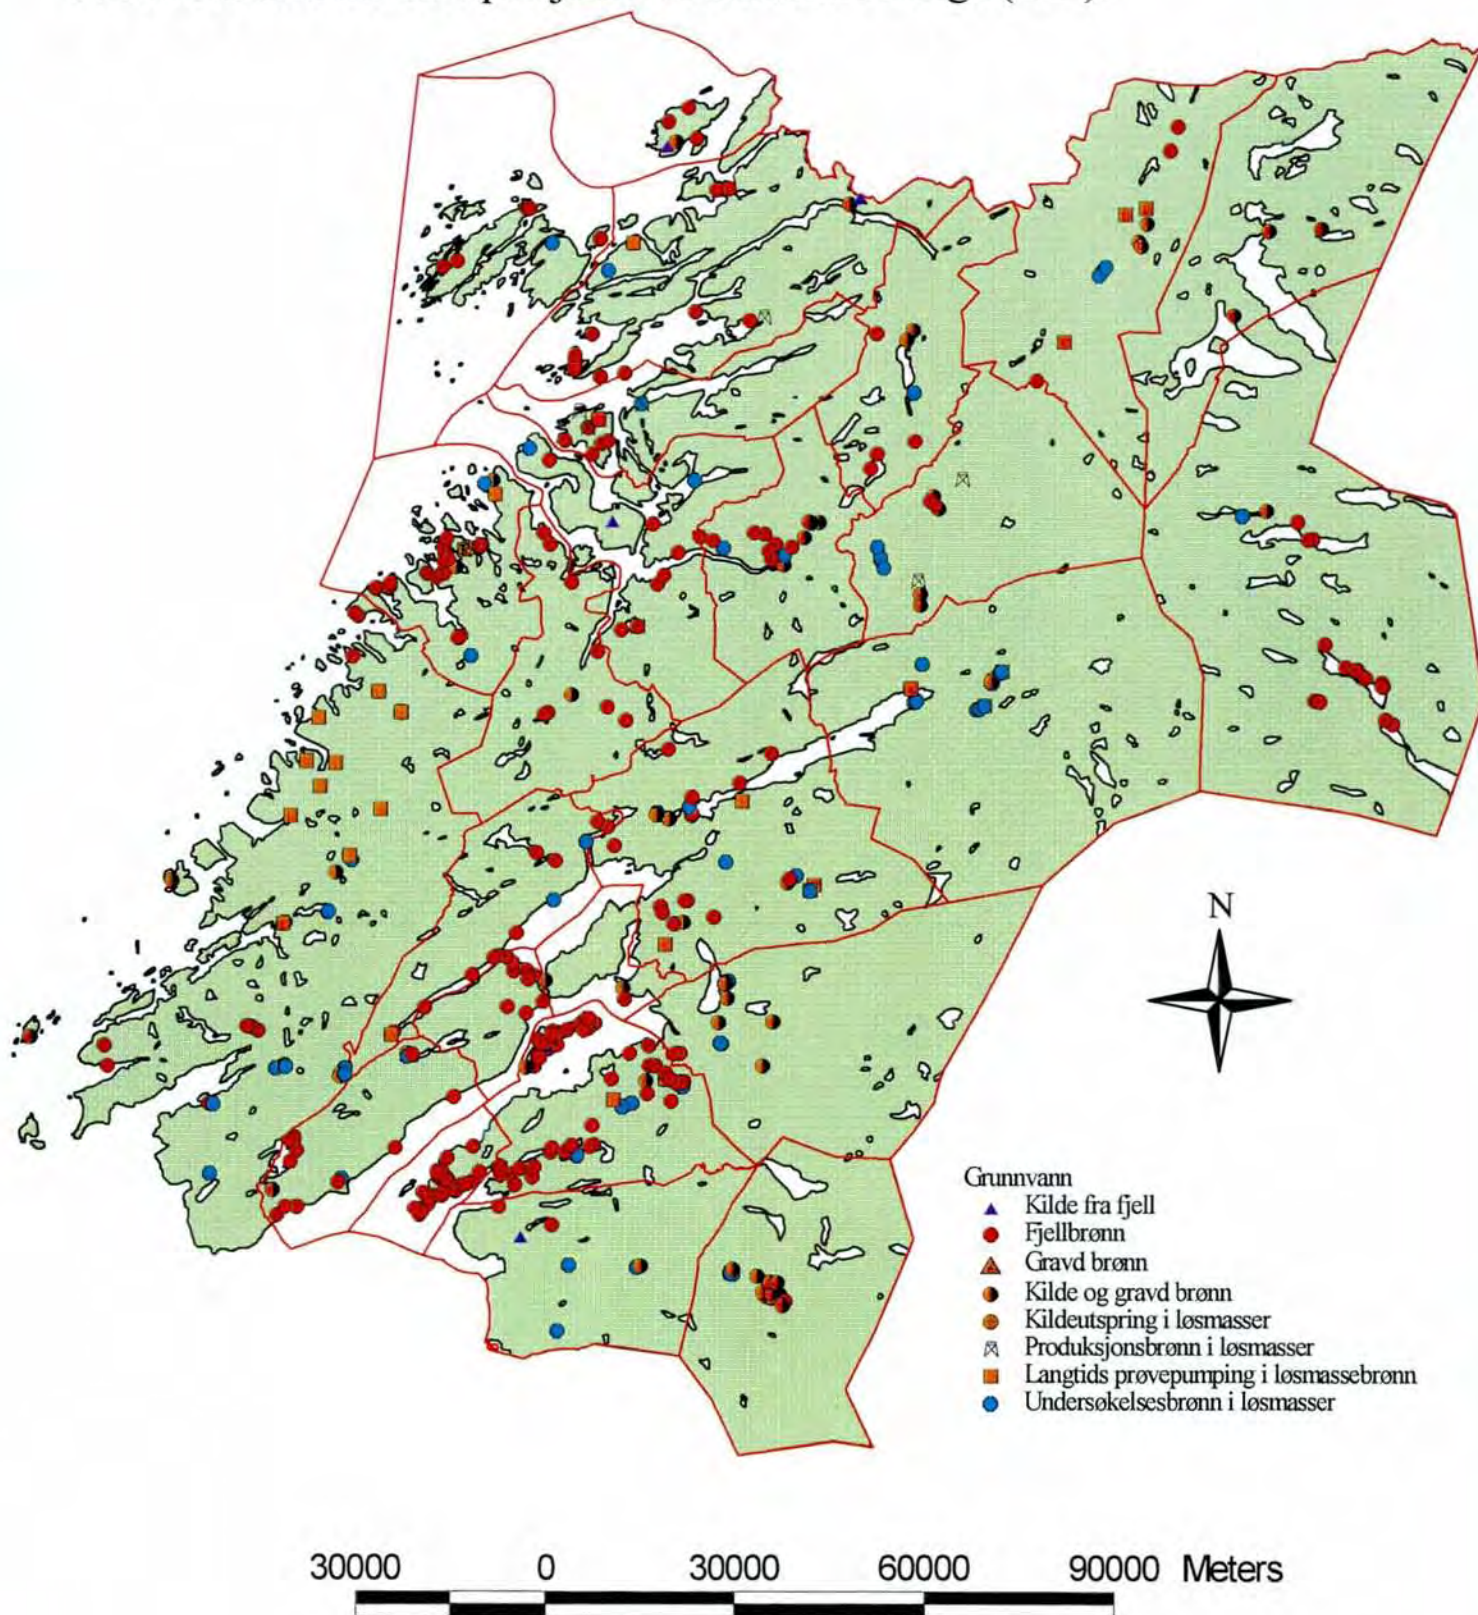 N
Grunnvann
Kilde fra fjell
Fjellbrønn
Gravd brønn
Kilde og gravd brønn
Kildeutspring i løsmasser
Produksjonsbrønn i løsmasser
Langtids prøvepumping i løsmassebrønn
Undersøkelsesbrønn i løsmasser
30000 0 30000 60000 90000 Meters